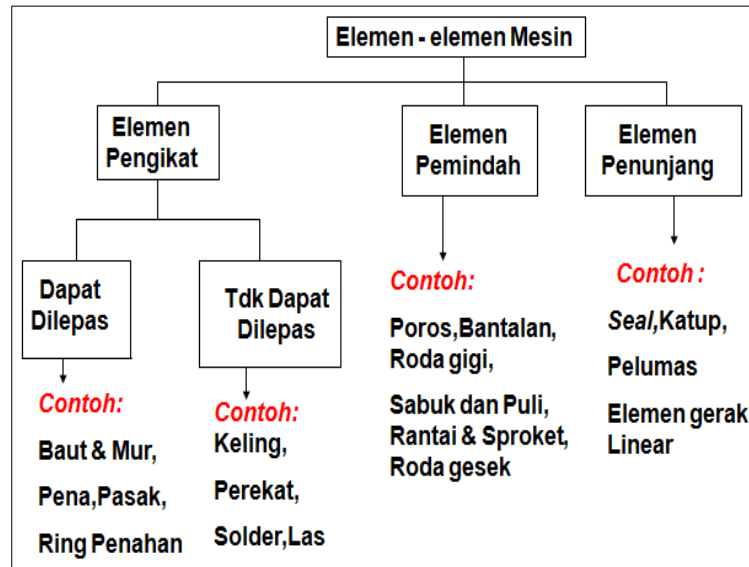 Elemen - elemen Mesin
Elemen
Pengikat
Elemen
Pemindah
Elemen
Penunjang
Dapat
Dilepas
Tdk Dapat
Dilepas
Contoh:
Baut & Mur,
Pena,Pasak,
Ring Penahan
Contoh:
Keling,
Perekat,
Solder,Las
Contoh:
Poros,Bantalan,
Roda gigi,
Sabuk dan Puli,
Rantai & Sproket,
Roda gesek
Contoh :
Seal,Katup,
Pelumas
Elemen gerak
Linear